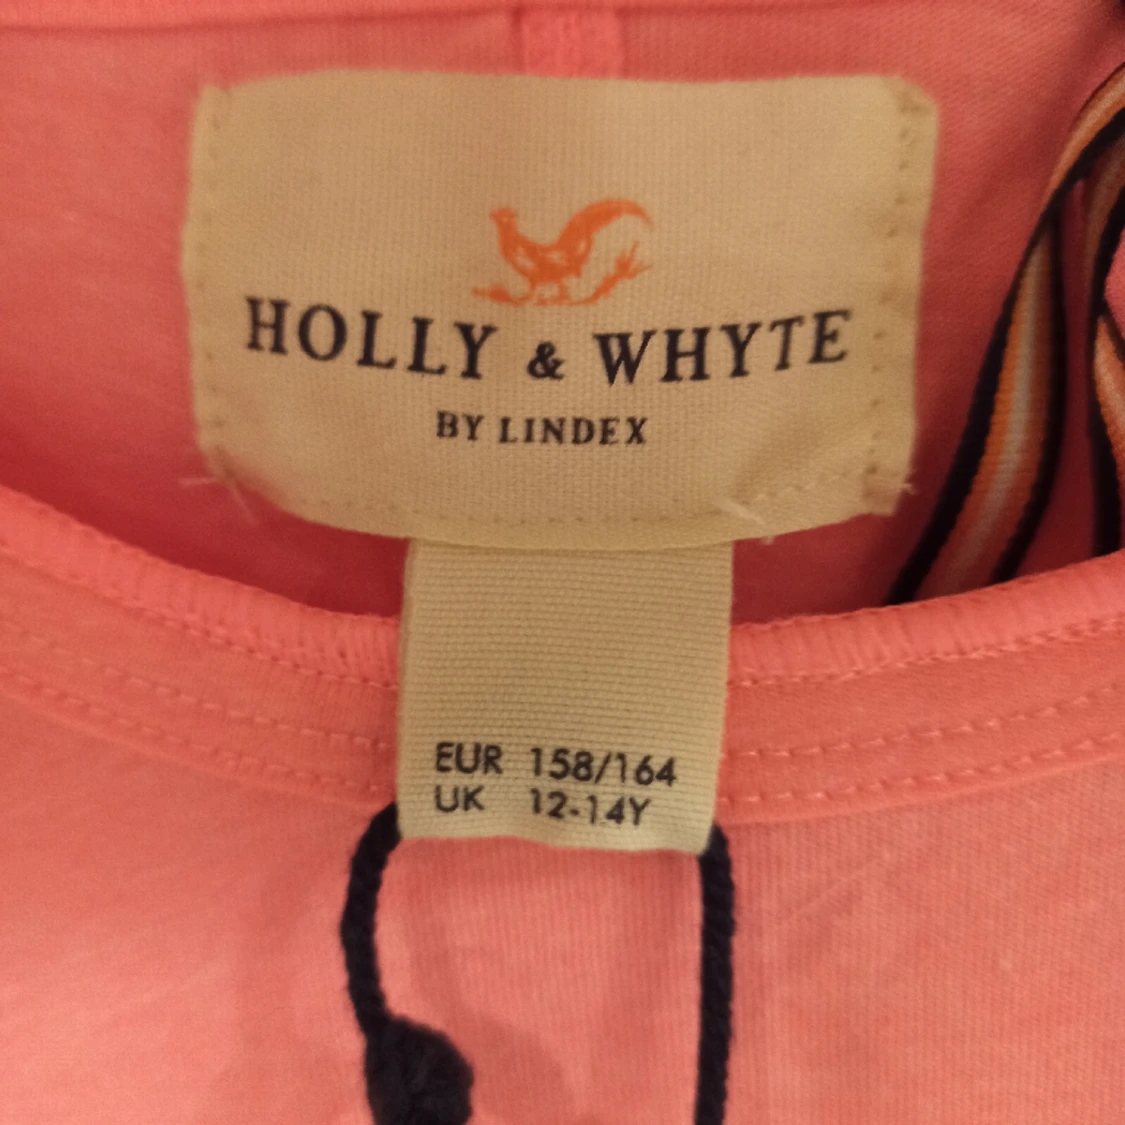 HOLLY & WHYTE
BY LINDEX
EUR 158/164
UK 12-14Y